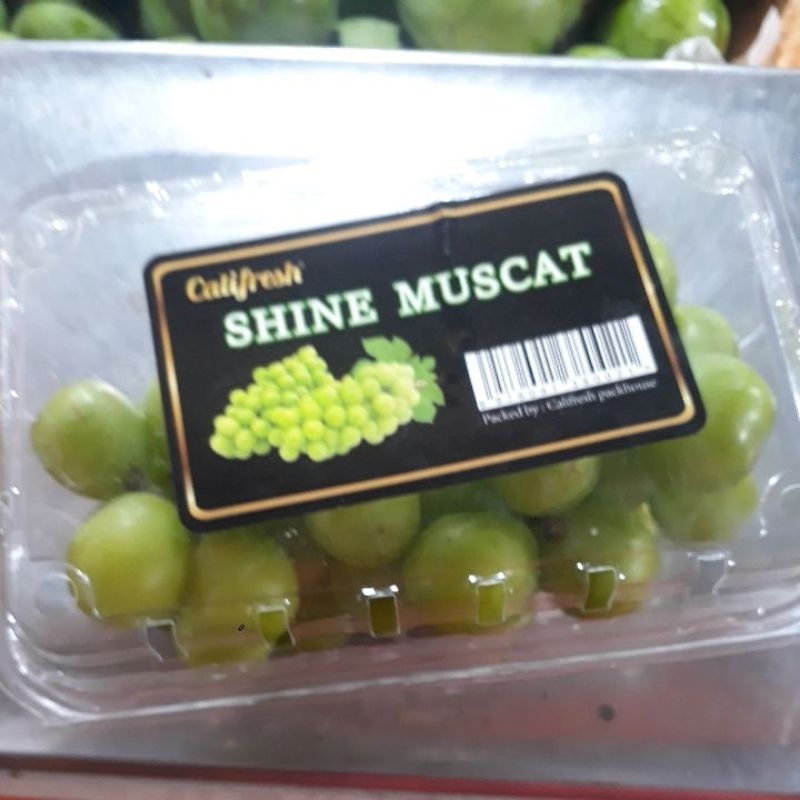 Califresh
SHINE MUSCAT
Packed by : Califresh packhouse